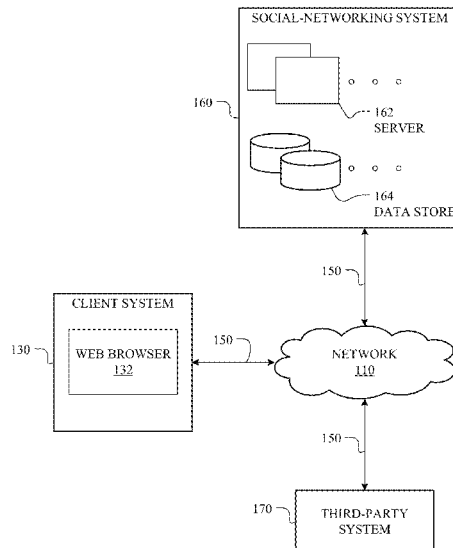 SOCIAL-NETWORKING SYSTEM
160
162
SERVER
164
DATA STORE
150
CLIENT SYSTEM
130
WEB BROWSER
132
150
NETWORK
110
150
170
THIRD-PARTY
SYSTEM